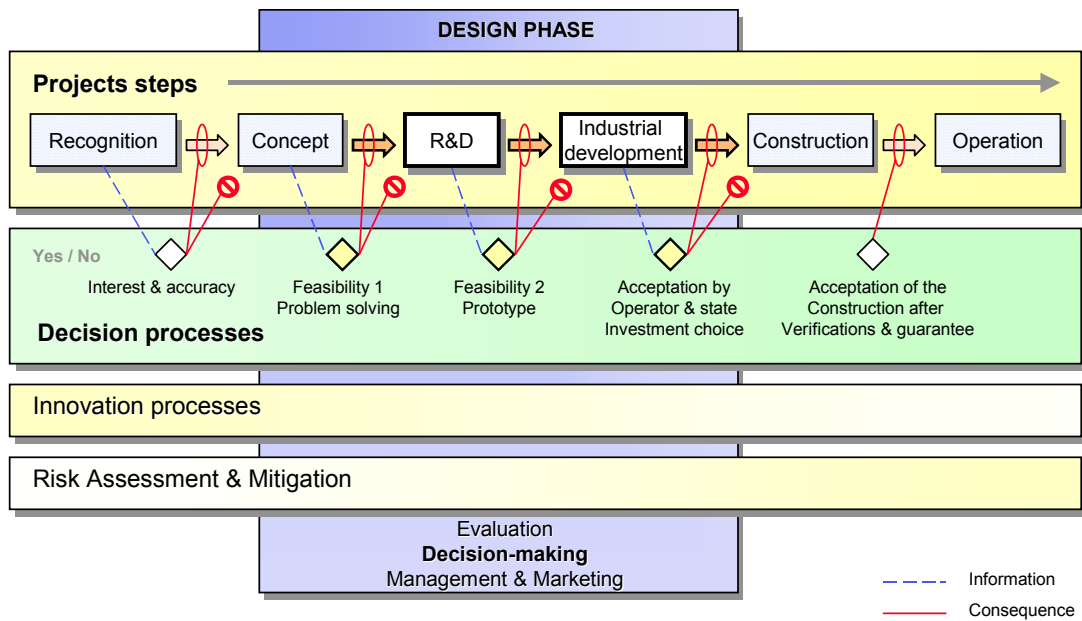 DESIGN PHASE
Projects steps
Recognition
Concept
R&D
Industrial
development
Construction
Operation
Yes / No
Interest & accuracy
Feasibility 1
Problem solving
Feasibility 2
Prototype
Acceptation by
Operator & state
Investment choice
Acceptation of the
Construction after
Verifications & guarantee
Decision processes
Innovation processes
Risk Assessment & Mitigation
Evaluation
Decision-making
Management & Marketing
Information
Consequence